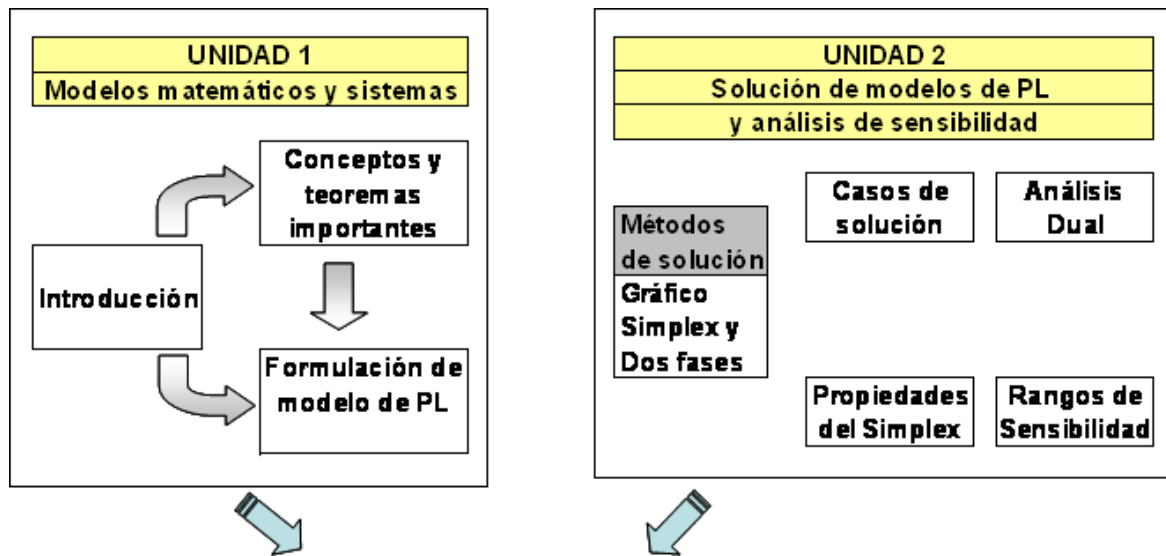 UNIDAD 1
Modelos matemáticos y sistemas
Conceptos y
teoremas
importantes
Introducción
Formulación de
modelo de PL
UNIDAD 2
Solución de modelos de PL
y análisis de sensibilidad
Métodos
de solución
Gráfico
Simplex y
Dos fases
Casos de
solución
Análisis
Dual
Propiedades
del Simplex
Rangos de
Sensibilidad